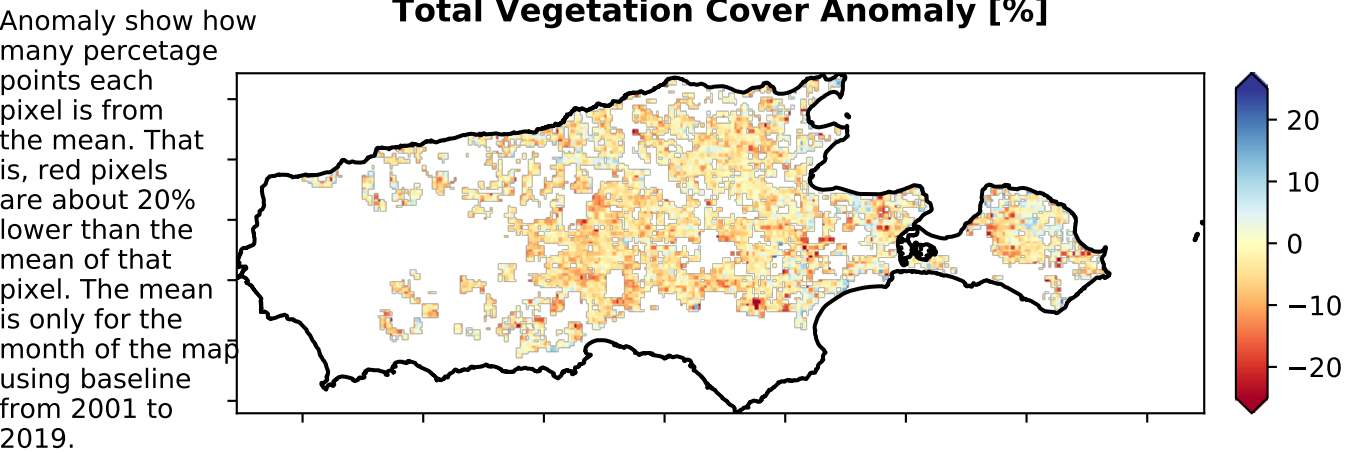 Total Vegetation Cover Anomaly [%]
Anomaly show how
many percetage
points each
pixel is from
the mean. That
is, red pixels
are about 20%
lower than the
mean of that
pixel. The mean
is only for the
month of the map
using baseline
from 2001 to
2019.
20
10
0
−10
−20